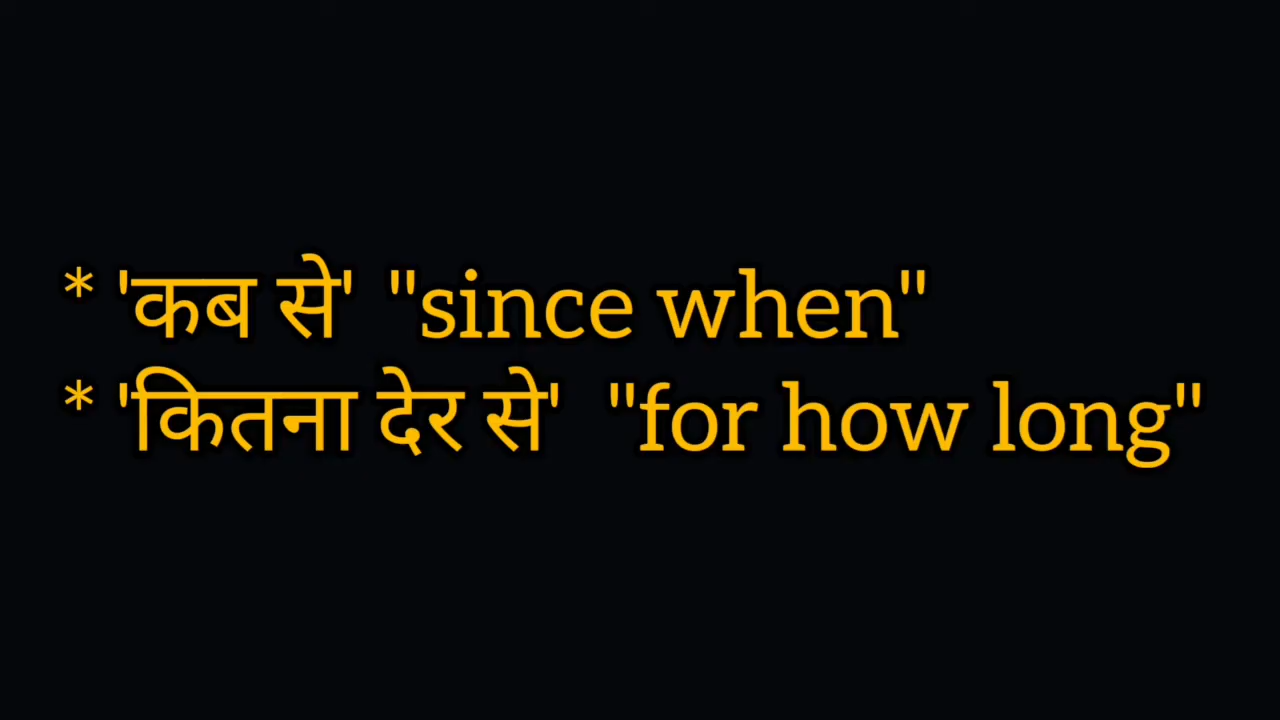 * 'कब से' "since when"
* 'कितना देर से' "for how long"